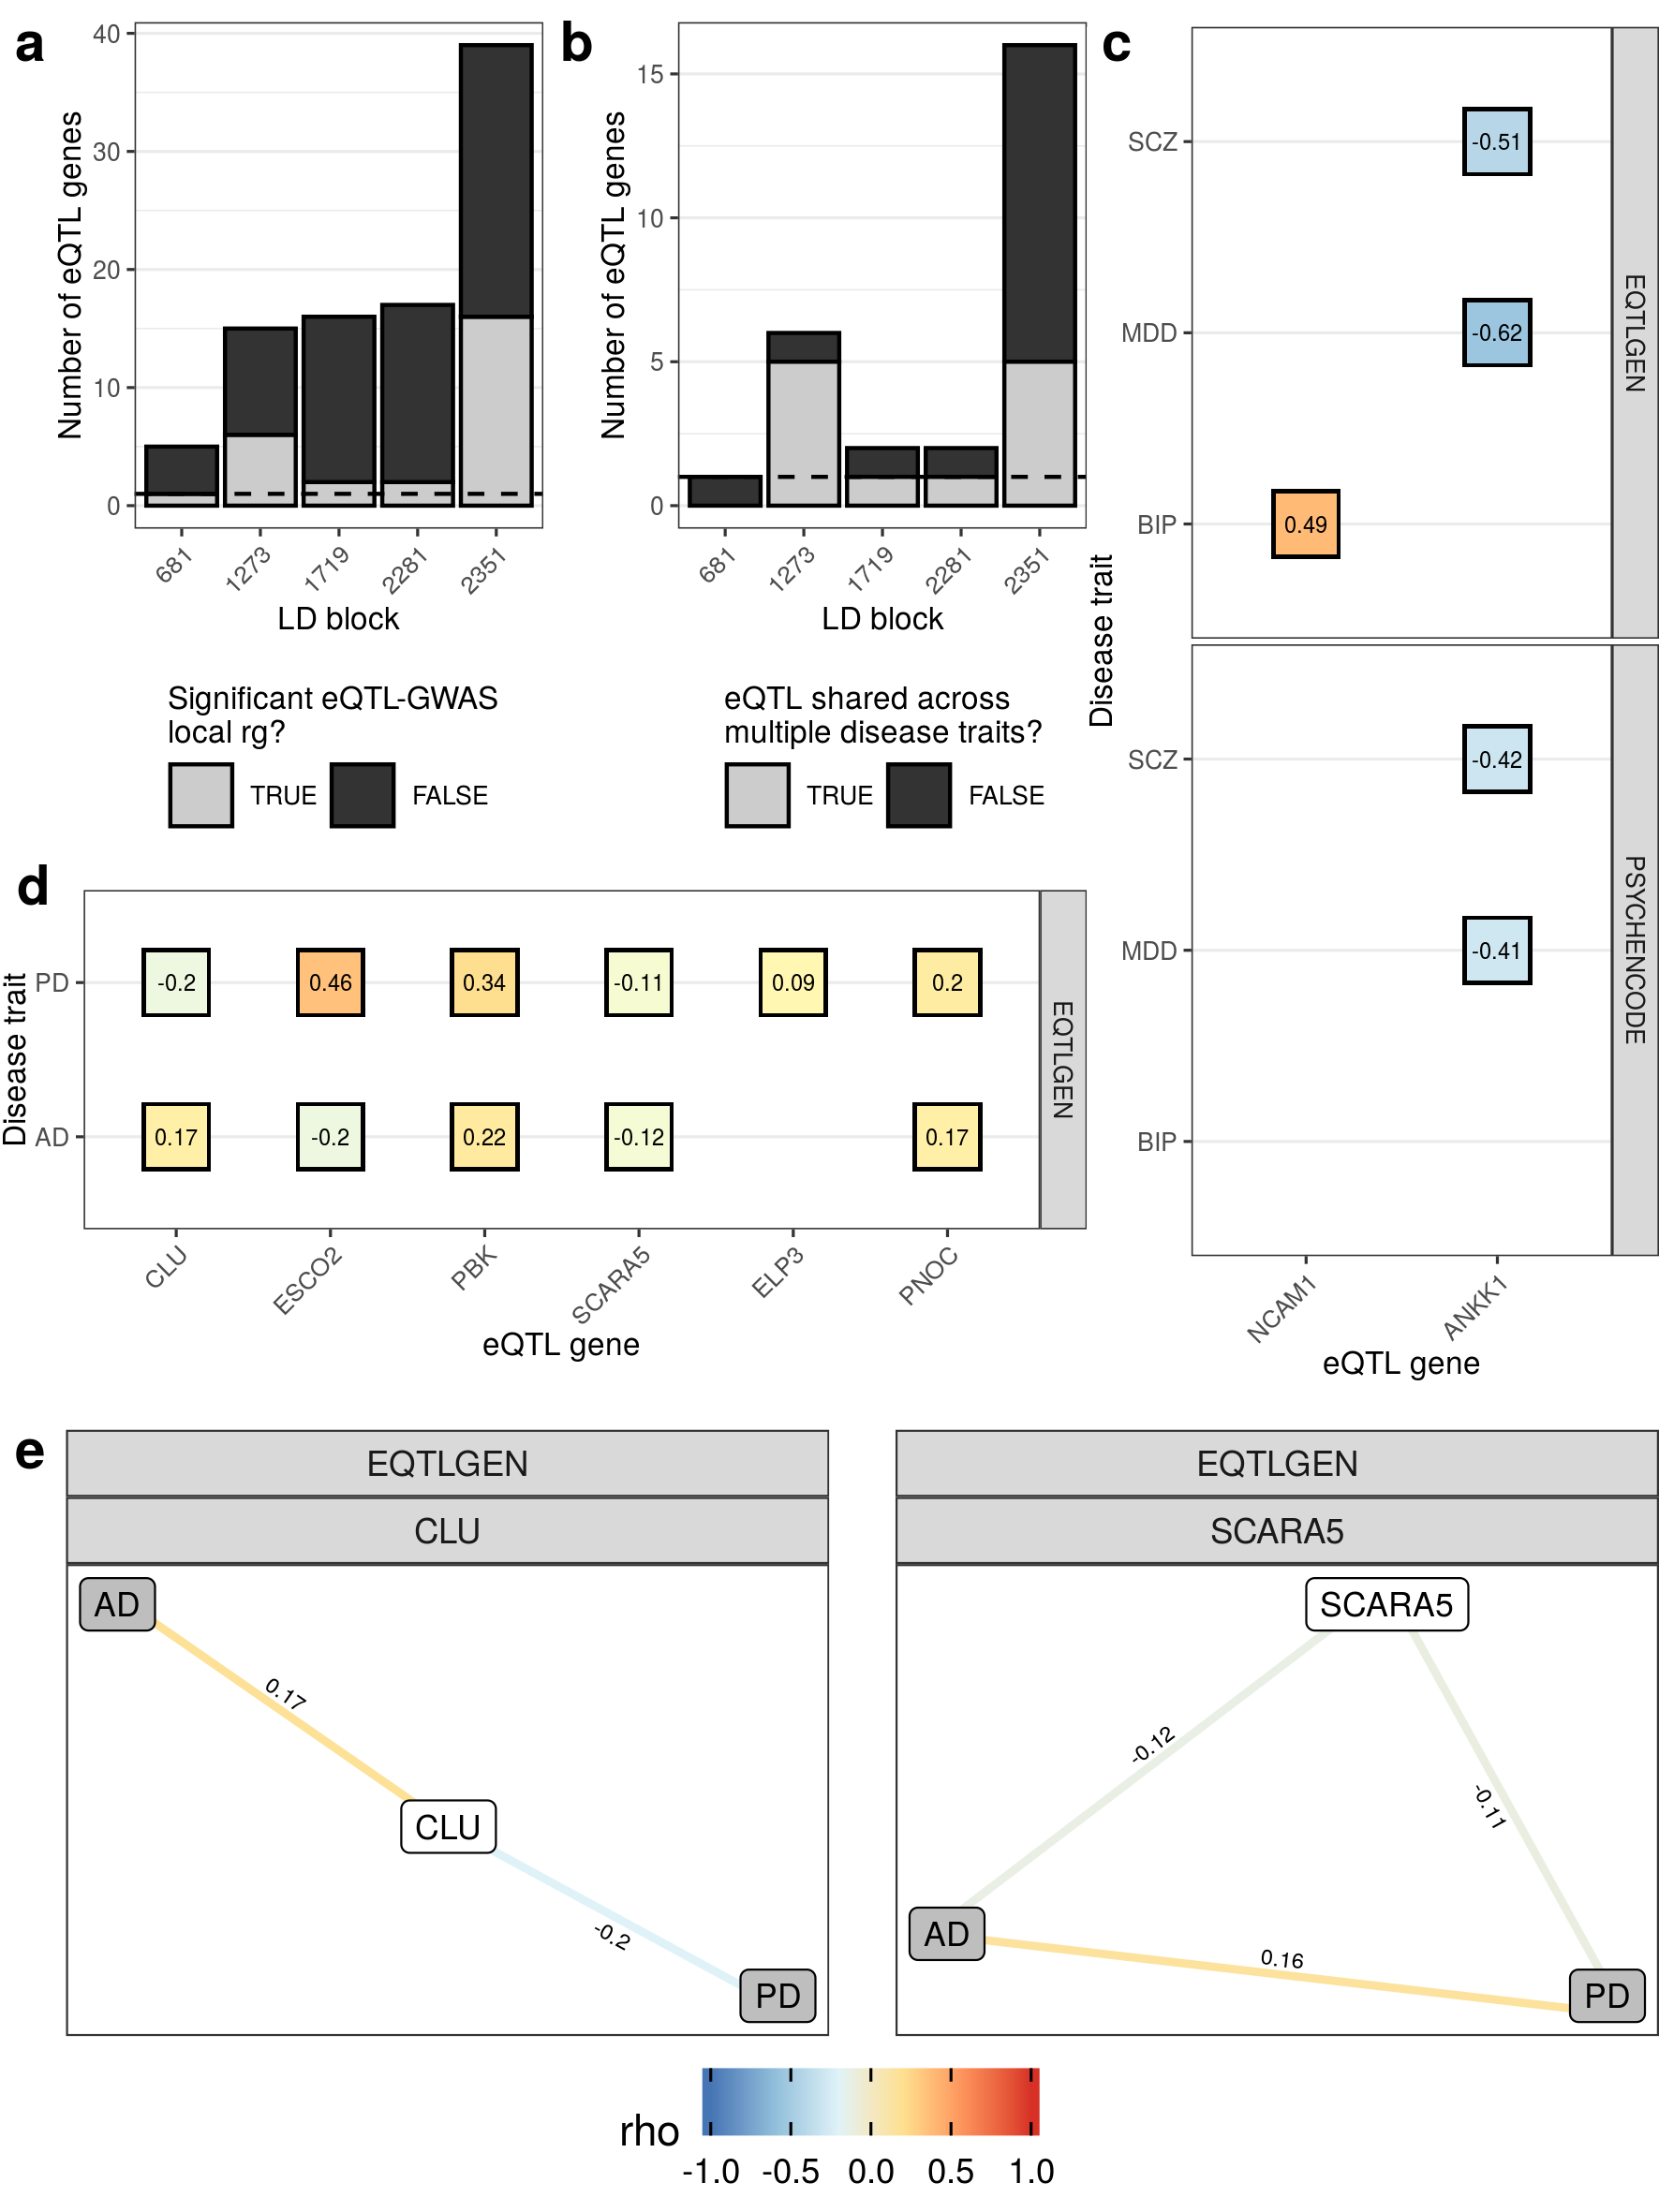 a
40
30
20
10
0
Number of eQTL genes
681
1273
1719
2281
2351
LD block
Significant eQTL-GWAS
local rg?
TRUE
FALSE
b
15
10
5
0
Number of eQTL genes
681
1273
1719
2281
2351
LD block
eQTL shared across
multiple disease traits?
TRUE
FALSE
c
Disease trait
SCZ
-0.51
MDD
-0.62
BIP
0.49
EQTLGEN
SCZ
-0.42
MDD
-0.41
BIP
PSYCHENCODE
NCAM1
ANKK1
eQTL gene
d
Disease trait
PD
-0.2
0.46
0.34
-0.11
0.09
0.2
AD
0.17
-0.2
0.22
-0.12
0.17
EQTLGEN
CLU
ESCO2
PBK
SCARA5
ELP3
PNOC
eQTL gene
e
EQTLGEN
CLU
AD
0.17
CLU
-0.2
PD
EQTLGEN
SCARA5
SCARA5
-0.12
-0.11
AD
0.16
PD
rho
-1.0
-0.5
0.0
0.5
1.0